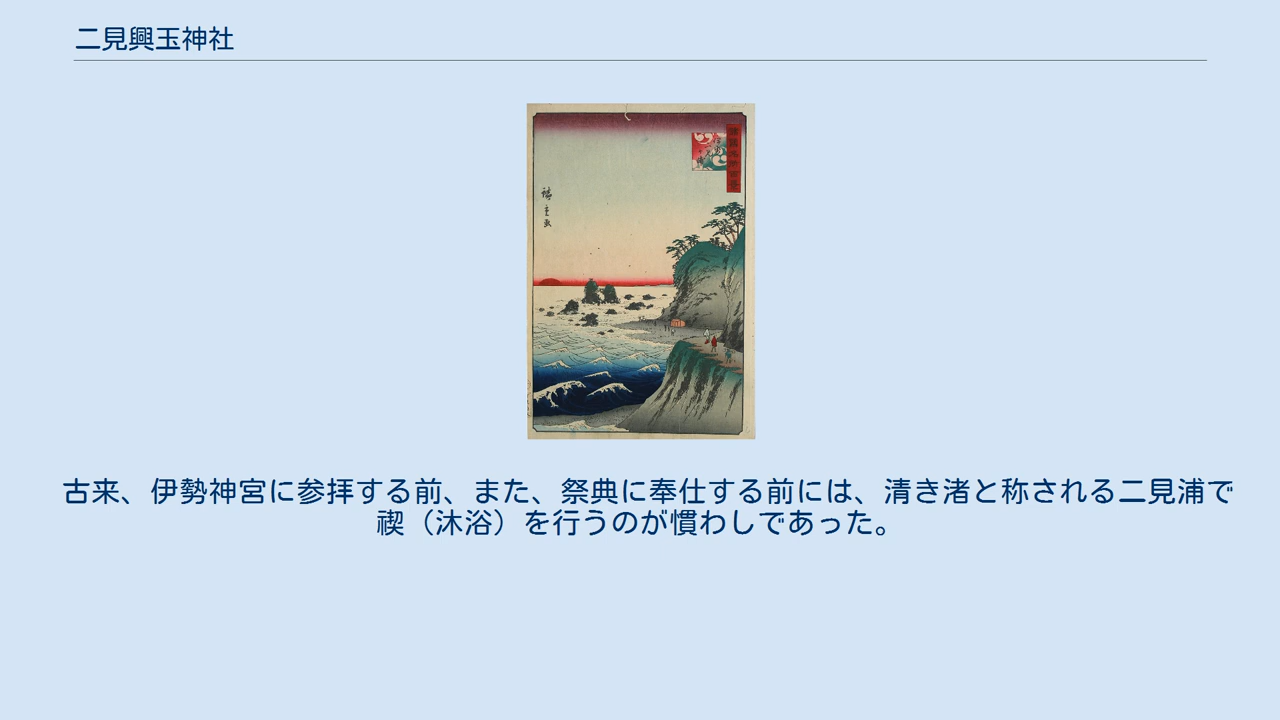 二見興玉神社
古来、伊勢神宮に参拝する前、また、祭典に奉仕する前には、清き渚と称される二見浦で
禊（沐浴）を行うのが慣わしであった。